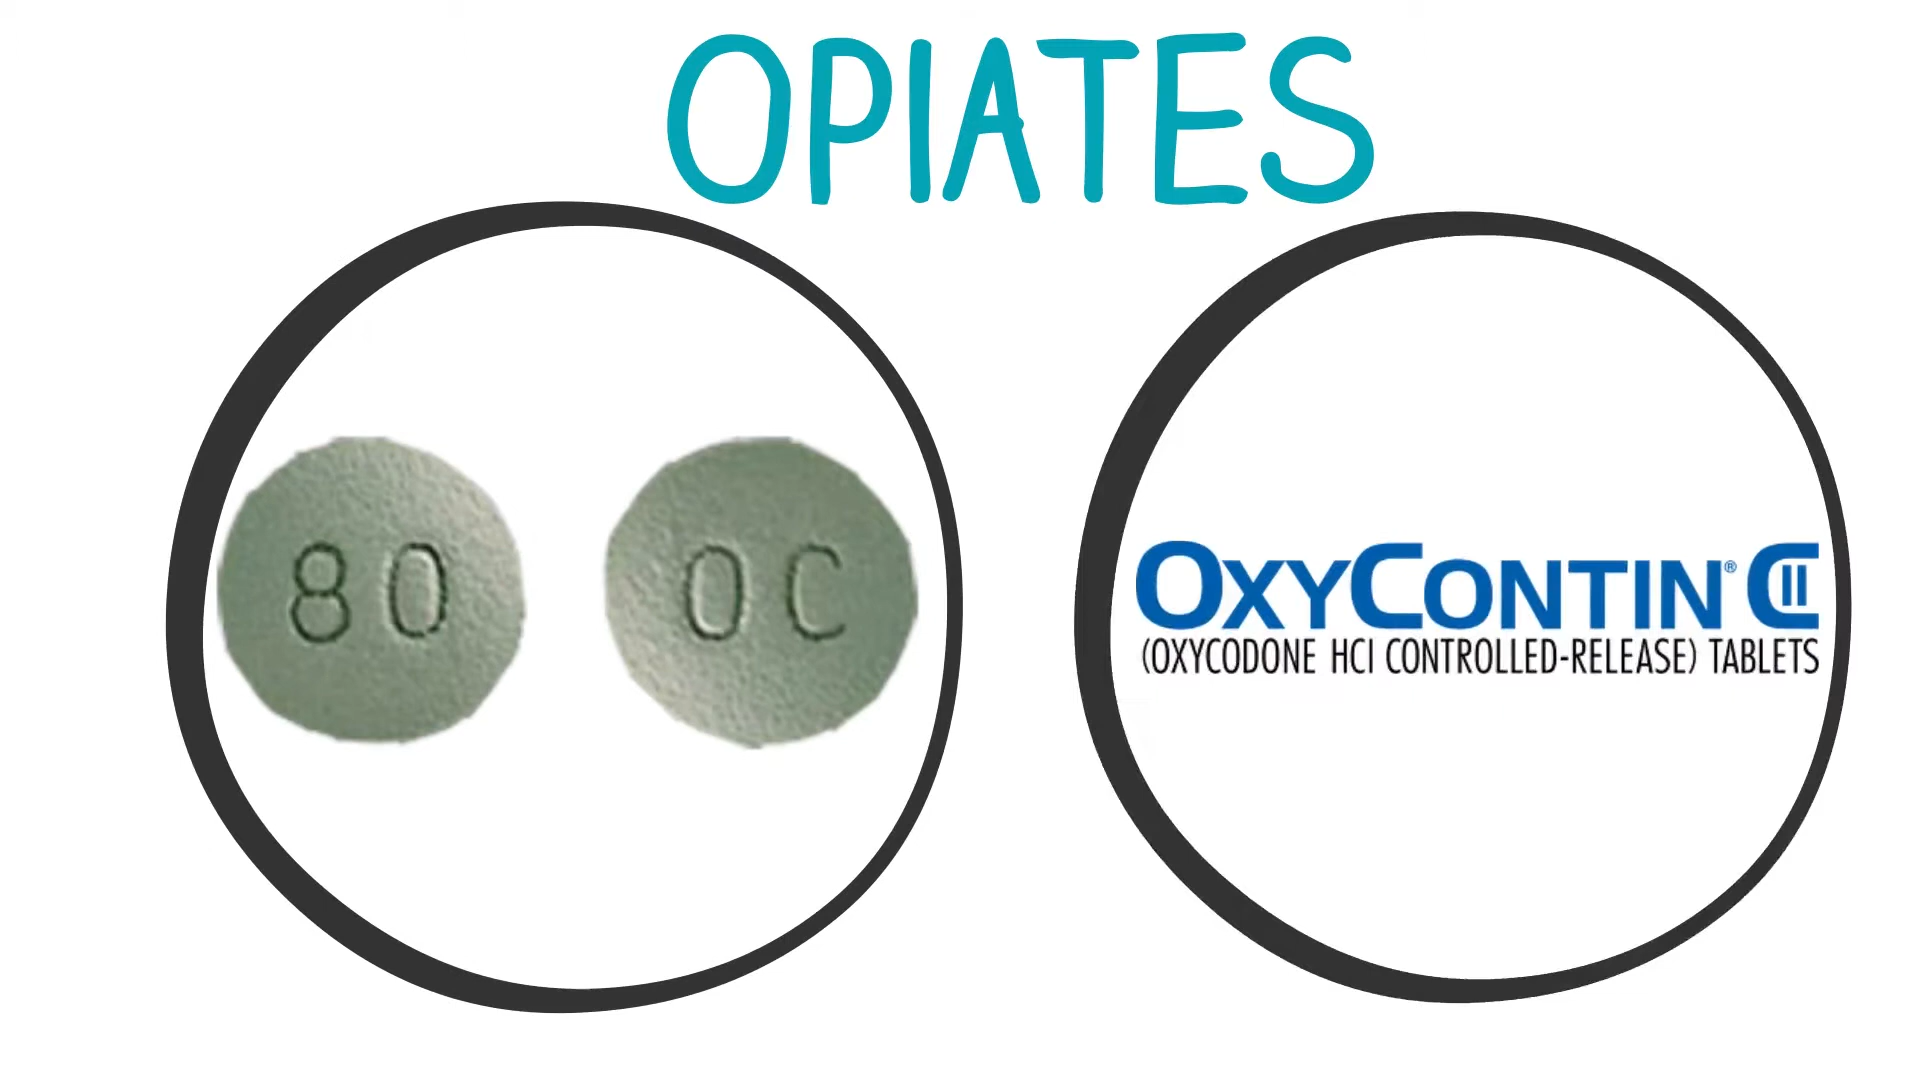 OPIATES
80
OC
OXYCONTIN® CII
(OXYCODONE HCl CONTROLLED-RELEASE) TABLETS